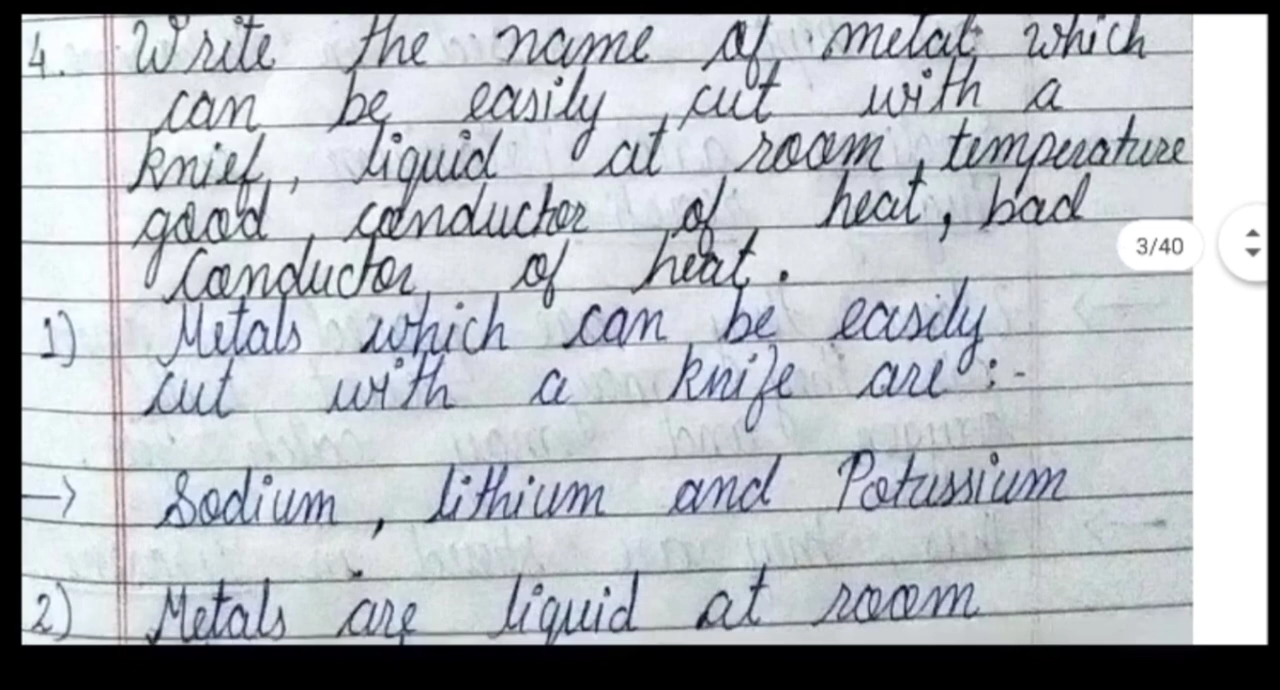 4. Write the name of metal which
can be easily cut with a
knief, liquid at room, temperature
good conductor of heat, bad
Conductor of heat.
3/40
1) Metals which can be easily
cut with a knife are :-
→ Sodium, lithium and Potussium
2) Metals are liquid at room